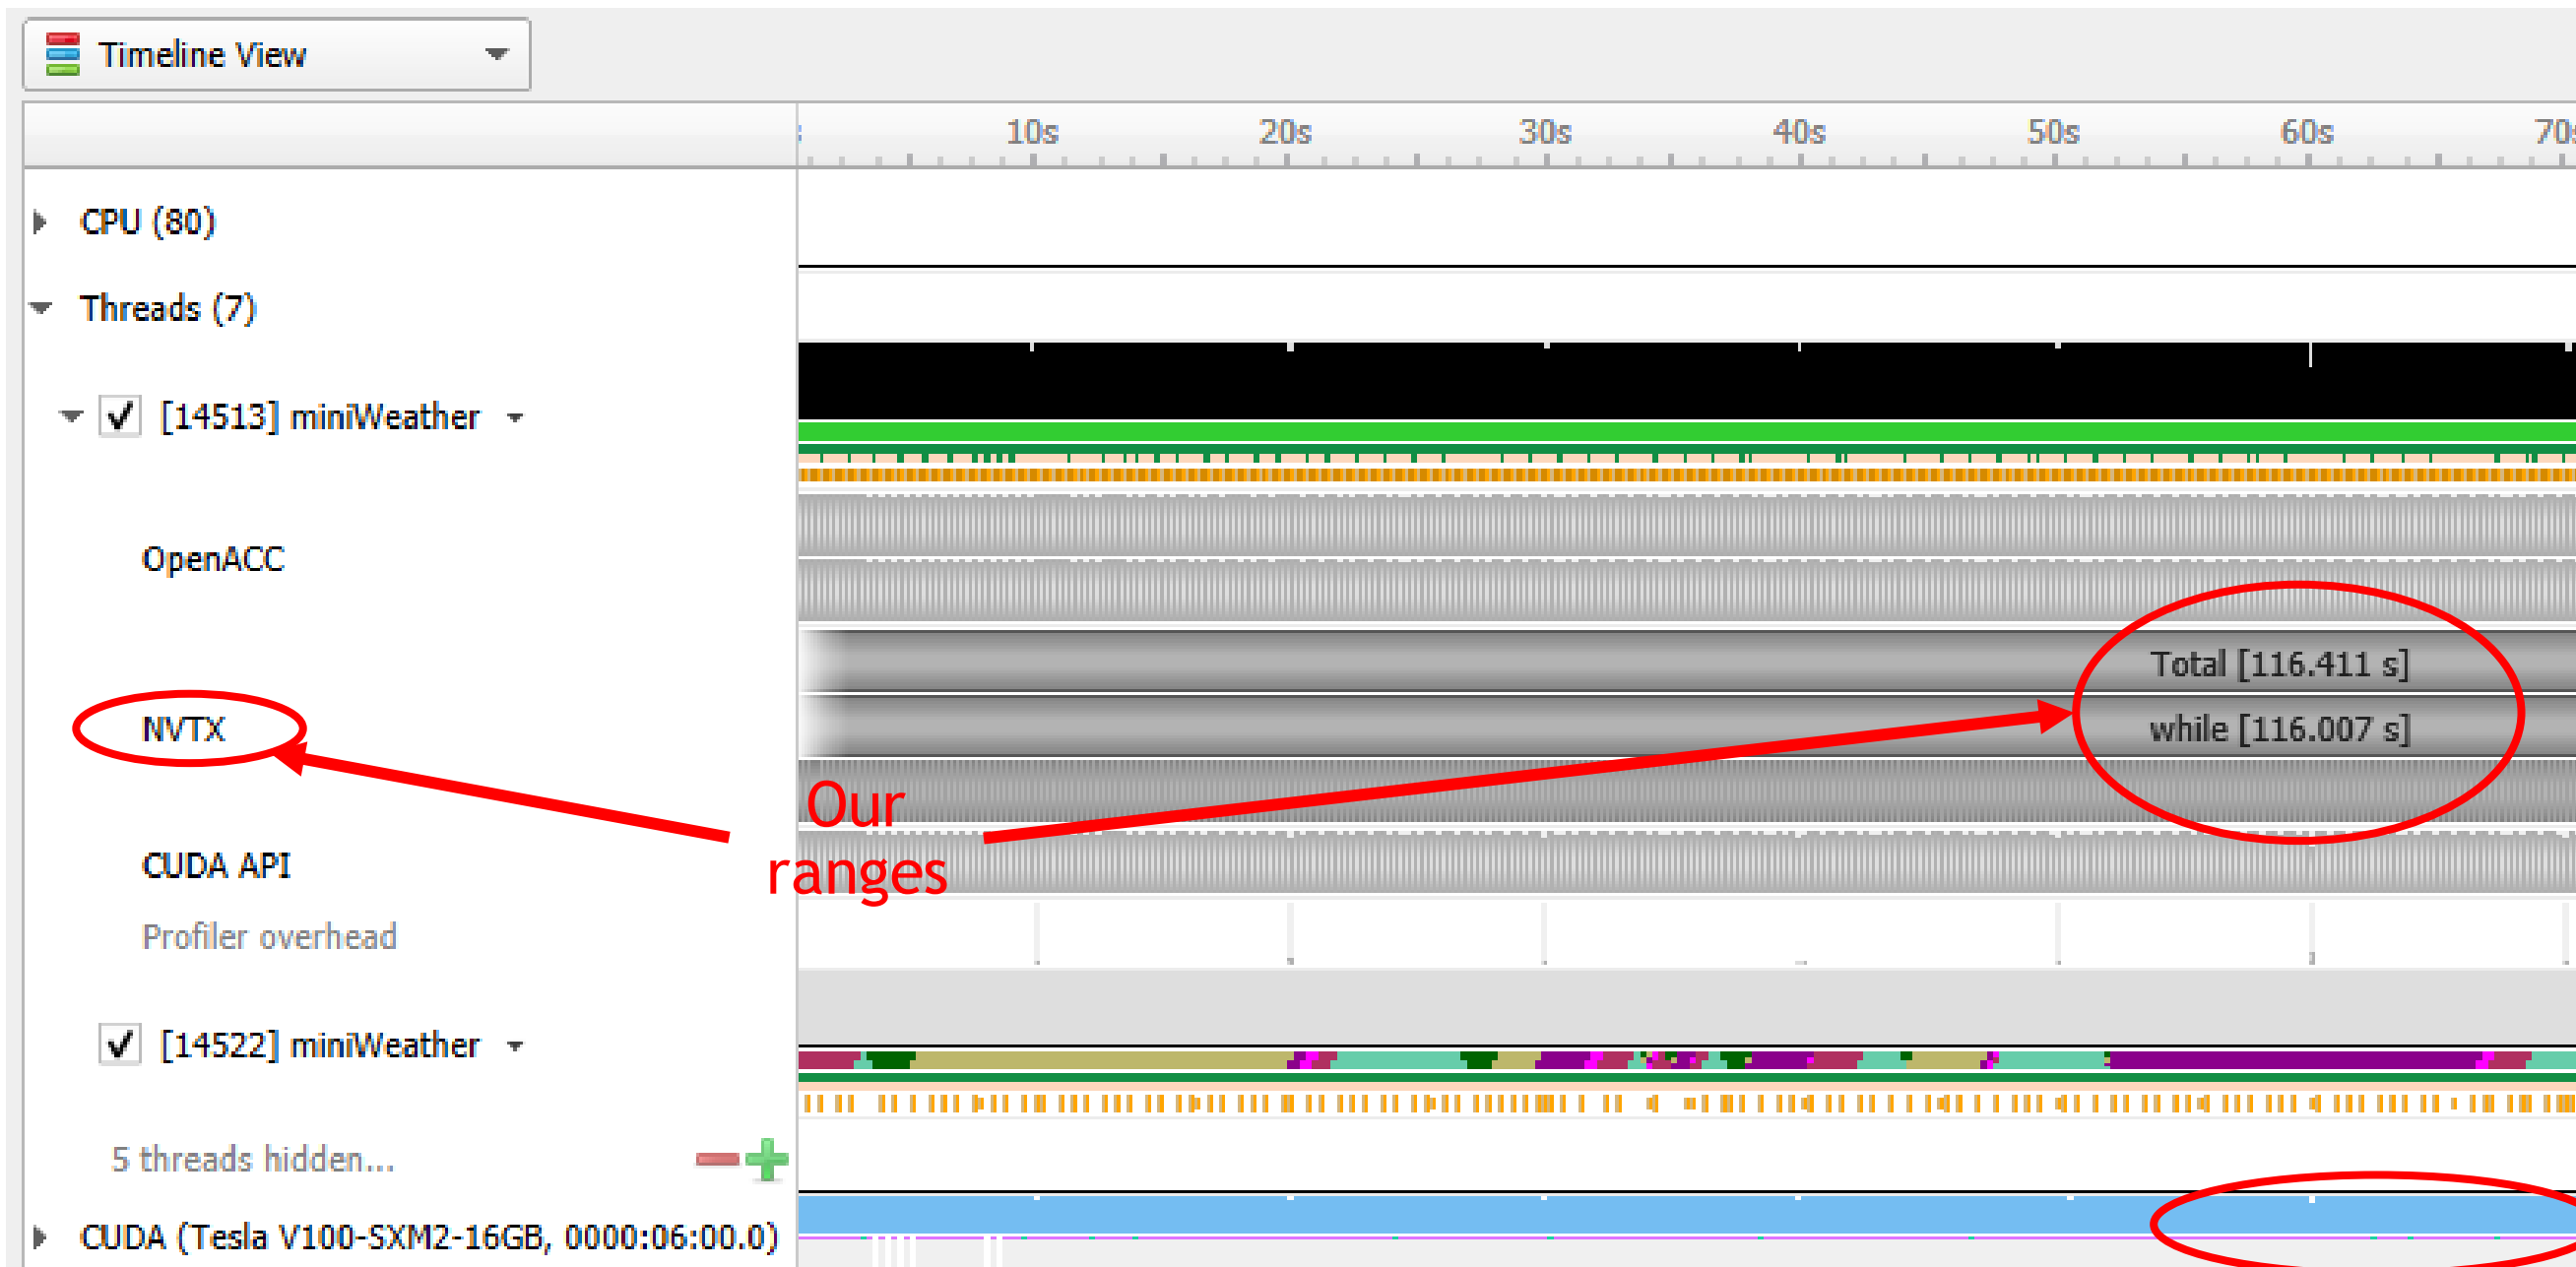 Timeline View
10s 20s 30s 40s 50s 60s 70s
CPU (80)
Threads (7)
[14513] miniWeather
OpenACC
Total [116.411 s]
NVTX
while [116.007 s]
Our
ranges
CUDA API
Profiler overhead
[14522] miniWeather
5 threads hidden...
CUDA (Tesla V100-SXM2-16GB, 0000:06:00.0)